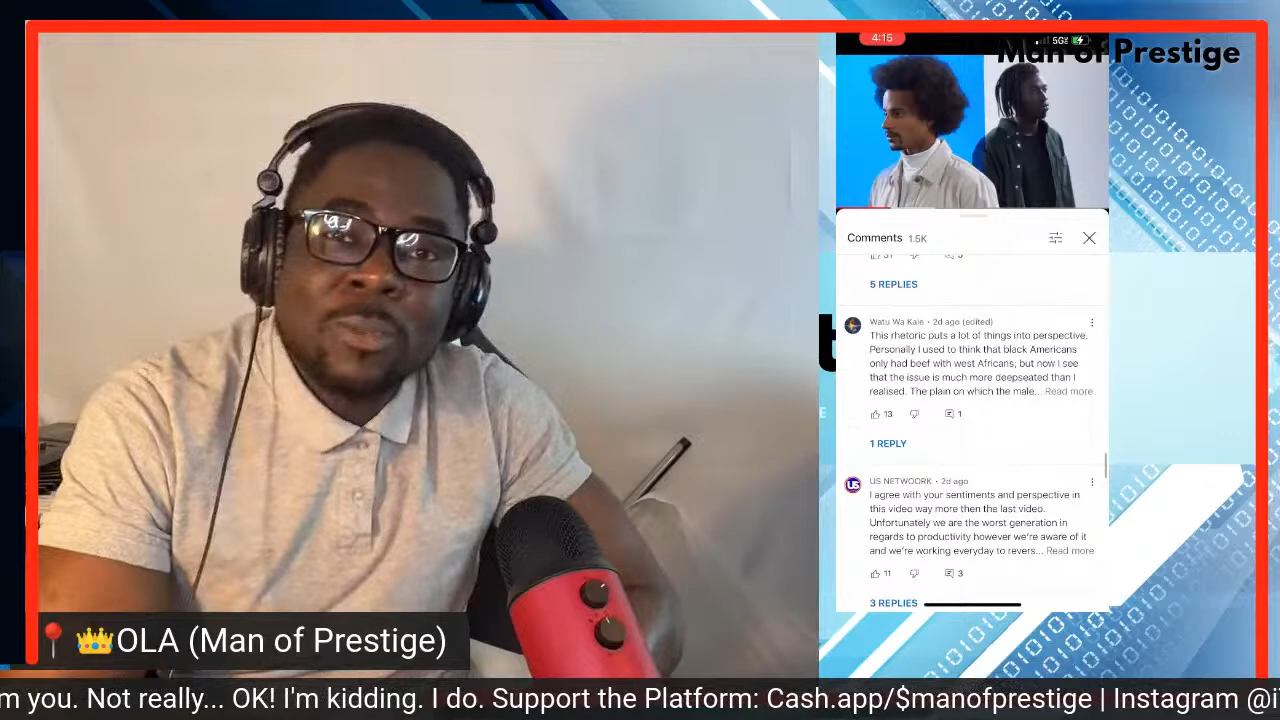 4:15
5G
Man of Prestige
Comments 1.5K
31
3
5 REPLIES
Watu Wa Kale • 2d ago (edited)
This rhetoric puts a lot of things into perspective.
Personally I used to think that black Americans
only had beef with west Africans; but now I see
that the issue is much more deepseated than I
realised. The plain on which the male... Read more
13
1
1 REPLY
US NETWOORK • 2d ago
I agree with your sentiments and perspective in
this video way more then the last video.
Unfortunately we are the worst generation in
regards to productivity however we're aware of it
and we're working everyday to revers... Read more
11
3
3 REPLIES
📍👑OLA (Man of Prestige)
m you. Not really... OK! I'm kidding. I do. Support the Platform: Cash.app/$manofprestige | Instagram @i